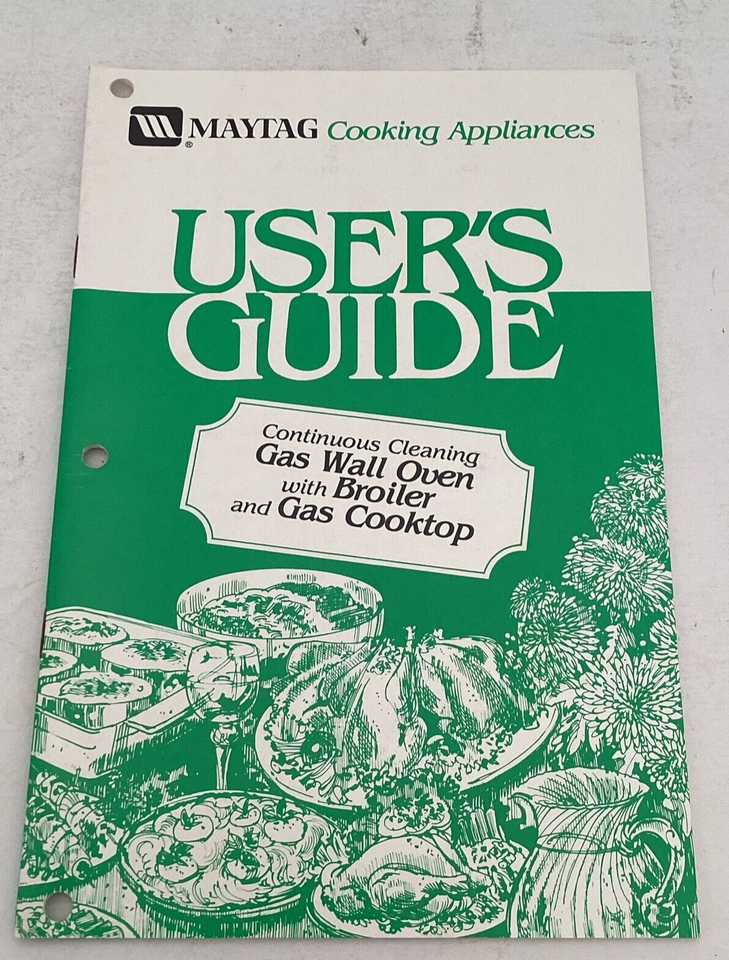 MAYTAG Cooking Appliances
®
USER'S
GUIDE
Continuous Cleaning
Gas Wall Oven
with Broiler
and Gas Cooktop